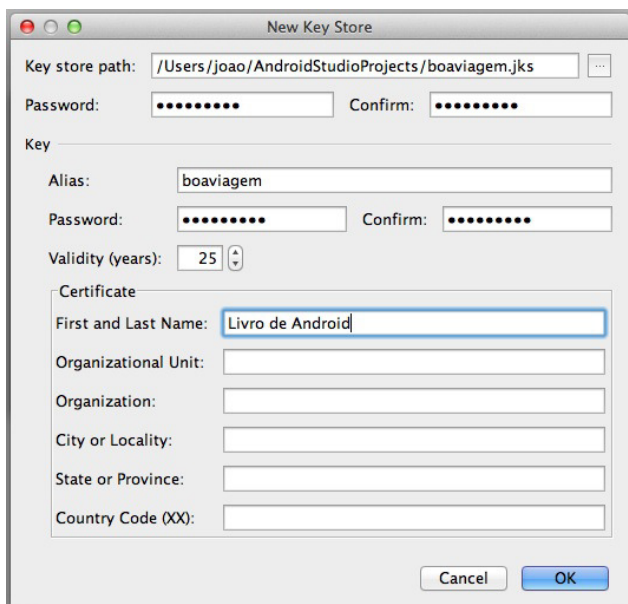 New Key Store
Key store path: /Users/joao/AndroidStudioProjects/boaviagem.jks ...
Password: ••••••••• Confirm: •••••••••
Key
Alias: boaviagem
Password: ••••••••• Confirm: •••••••••
Validity (years): 25
Certificate
First and Last Name: Livro de Android
Organizational Unit:
Organization:
City or Locality:
State or Province:
Country Code (XX):
Cancel OK